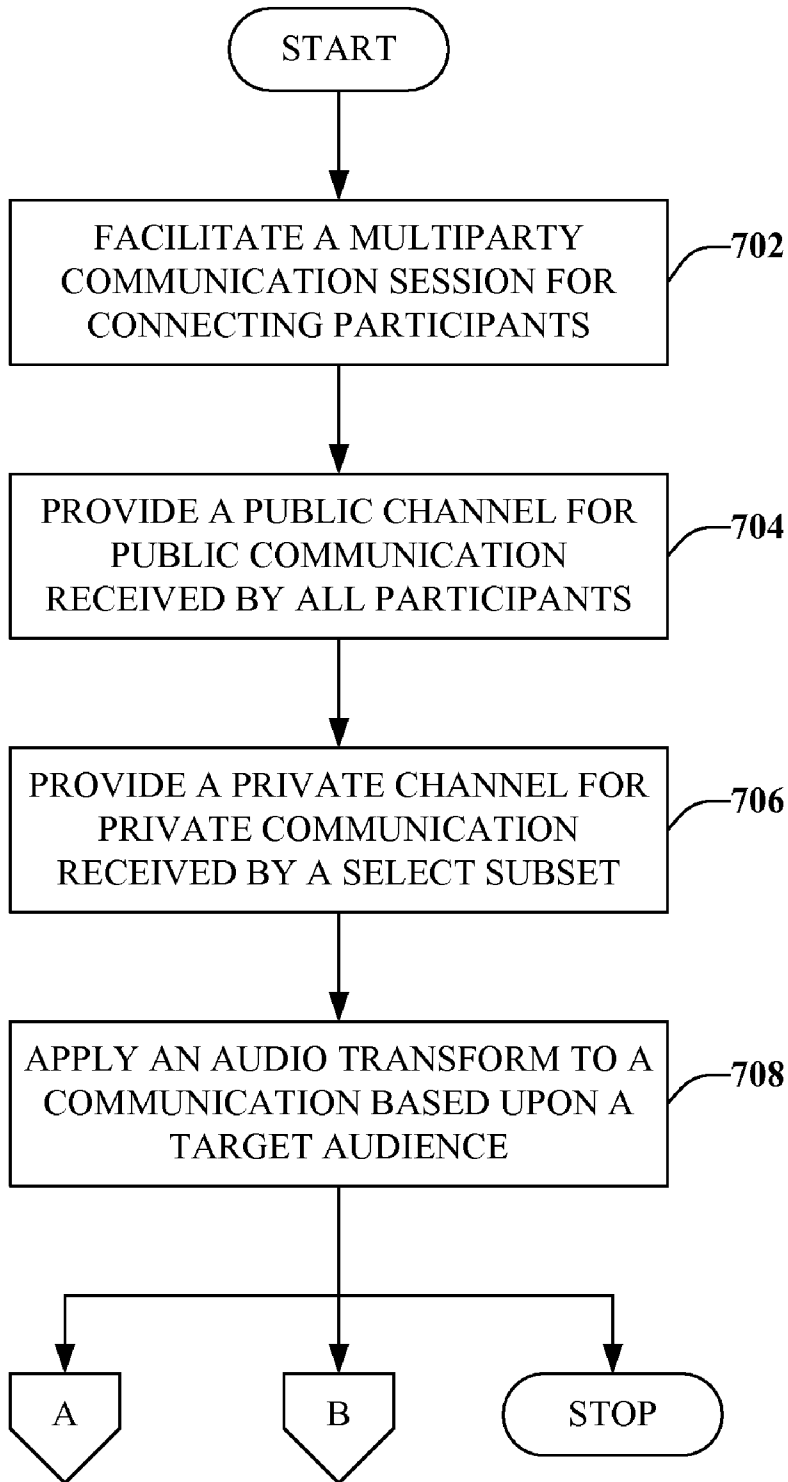 START
FACILITATE A MULTIPARTY
COMMUNICATION SESSION FOR
CONNECTING PARTICIPANTS
702
PROVIDE A PUBLIC CHANNEL FOR
PUBLIC COMMUNICATION
RECEIVED BY ALL PARTICIPANTS
704
PROVIDE A PRIVATE CHANNEL FOR
PRIVATE COMMUNICATION
RECEIVED BY A SELECT SUBSET
706
APPLY AN AUDIO TRANSFORM TO A
COMMUNICATION BASED UPON A
TARGET AUDIENCE
708
A
B
STOP